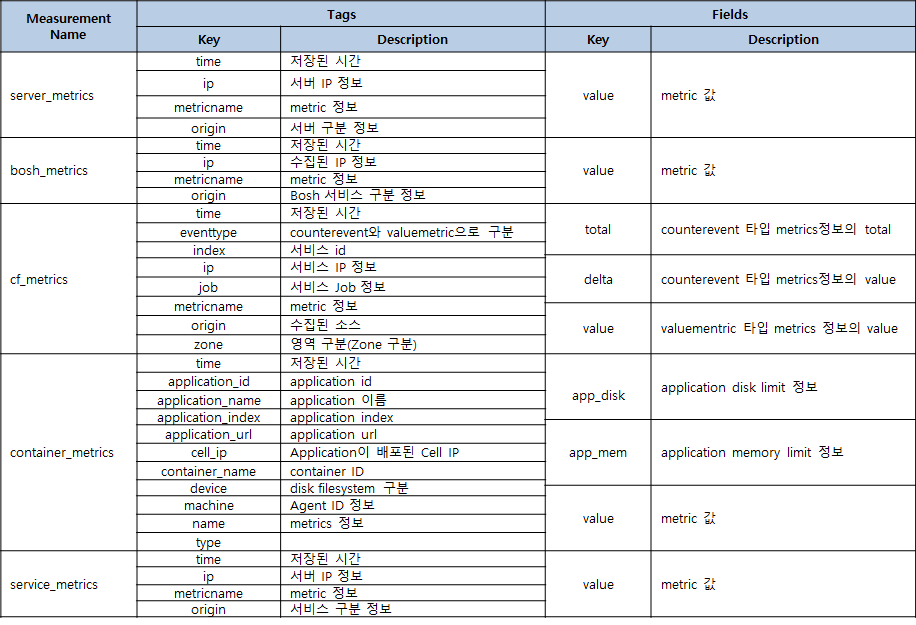 Measurement Name
Tags
Fields
Key
Description
Key
Description
server_metrics
time
저장된 시간
ip
서버 IP 정보
metricname
metric 정보
origin
서버 구분 정보
value
metric 값
bosh_metrics
time
저장된 시간
ip
수집된 IP 정보
metricname
metric 정보
origin
Bosh 서비스 구분 정보
value
metric 값
cf_metrics
time
저장된 시간
eventtype
counterevent와 valuemetric으로 구분
index
서비스 id
ip
서비스 IP 정보
job
서비스 Job 정보
metricname
metric 정보
origin
수집된 소스
zone
영역 구분(Zone 구분)
total
counterevent 타입 metrics정보의 total
delta
counterevent 타입 metrics정보의 value
value
valuementric 타입 metrics 정보의 value
container_metrics
time
저장된 시간
application_id
application id
application_name
application 이름
application_index
application index
application_url
application url
cell_ip
Application이 배포된 Cell IP
container_name
container ID
device
disk filesystem 구분
machine
Agent ID 정보
name
metrics 정보
type
app_disk
application disk limit 정보
app_mem
application memory limit 정보
value
metric 값
service_metrics
time
저장된 시간
ip
서버 IP 정보
metricname
metric 정보
origin
서비스 구분 정보
value
metric 값